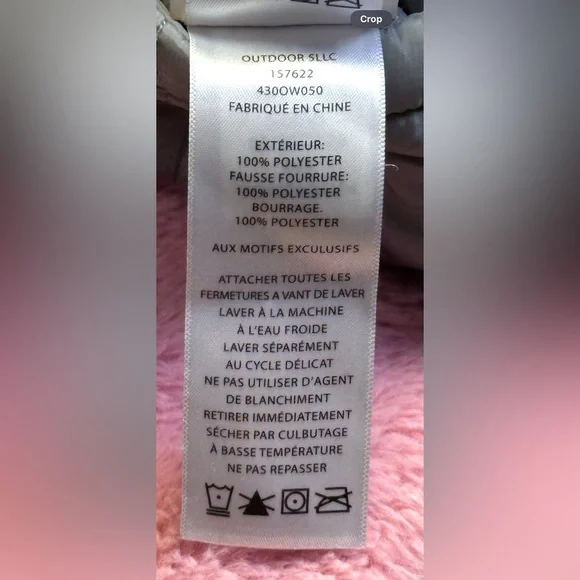 Crop
OUTDOOR SLLC
157622
430OW050
FABRIQUÉ EN CHINE
EXTÉRIEUR:
100% POLYESTER
FAUSSE FOURRURE:
100% POLYESTER
BOURRAGE.
100% POLYESTER
AUX MOTIFS EXCLUSIFS
ATTACHER TOUTES LES
FERMETURES A VANT DE LAVER
LAVER À LA MACHINE
À L'EAU FROIDE
LAVER SÉPARÉMENT
AU CYCLE DÉLICAT
NE PAS UTILISER D'AGENT
DE BLANCHIMENT
RETIRER IMMÉDIATEMENT
SÉCHER PAR CULBUTAGE
À BASSE TEMPÉRATURE
NE PAS REPASSER